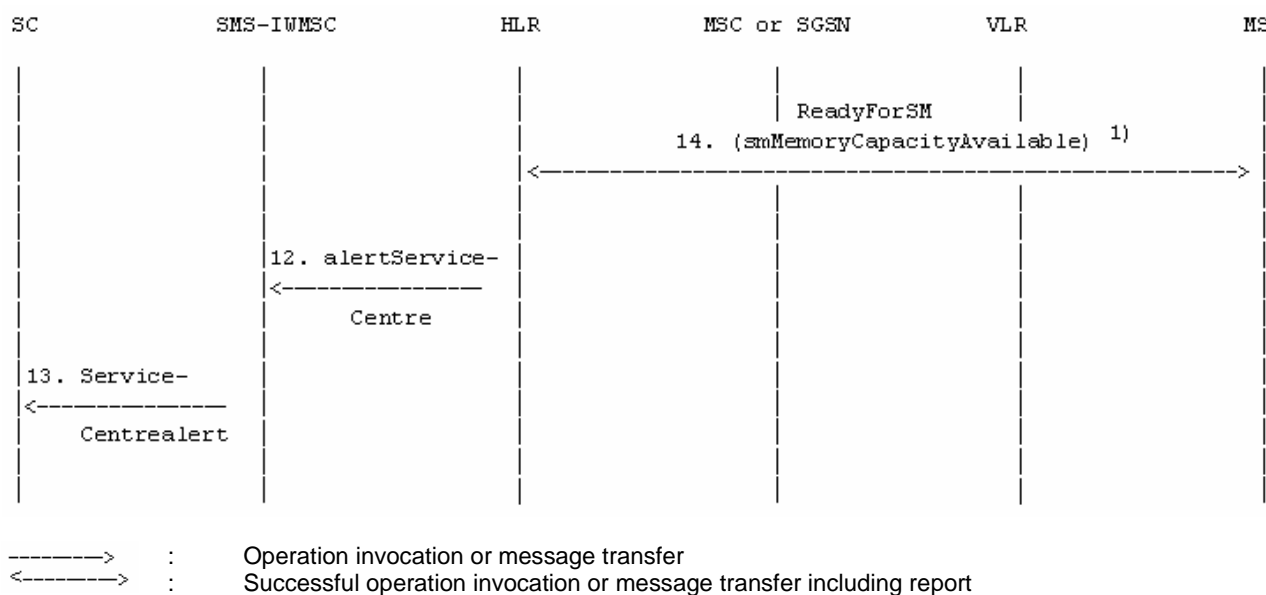 SC SMS-IWMSC HLR MSC or SGSN VLR MS
ReadyForSM
14. (smMemoryCapacityAvailable) 1)
12. alertService-
Centre
13. Service-
Centrealert
: Operation invocation or message transfer
: Successful operation invocation or message transfer including report